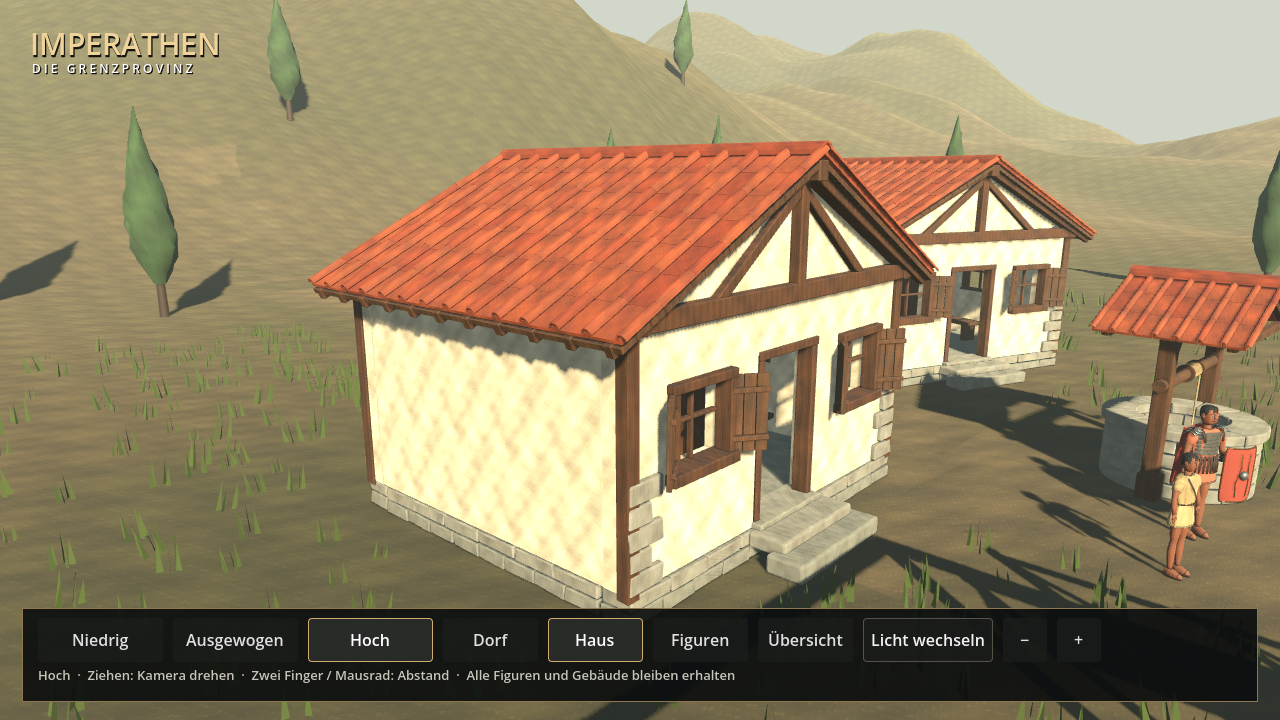 IMPERATHEN
DIE GRENZPROVINZ
Niedrig Ausgewogen Hoch Dorf Haus Figuren Übersicht Licht wechseln − +
Hoch · Ziehen: Kamera drehen · Zwei Finger / Mausrad: Abstand · Alle Figuren und Gebäude bleiben erhalten